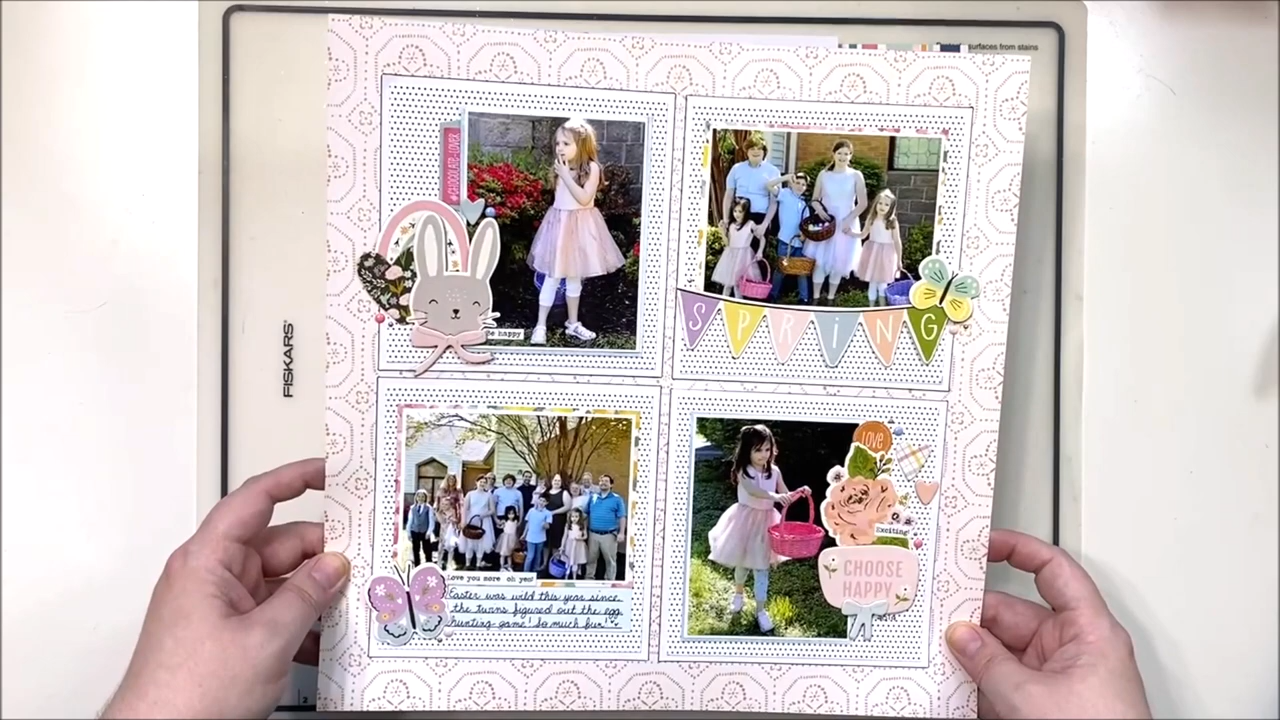 surfaces from stains
FISKARS
#CHOCOLATE-LOVER
Be happy
SPRiNG
Love you more oh yes!
Easter was wild this year since
the twins figured out the egg
hunting game! So much fun!
LOVE
Exciting!
CHOOSE
HAPPY